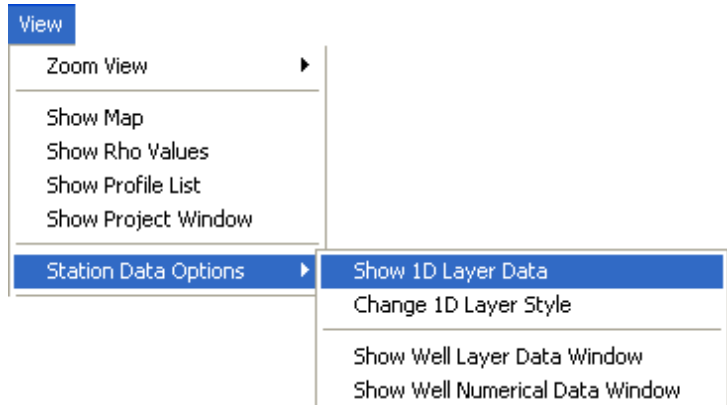 View
Zoom View
Show Map
Show Rho Values
Show Profile List
Show Project Window
Station Data Options
Show 1D Layer Data
Change 1D Layer Style
Show Well Layer Data Window
Show Well Numerical Data Window